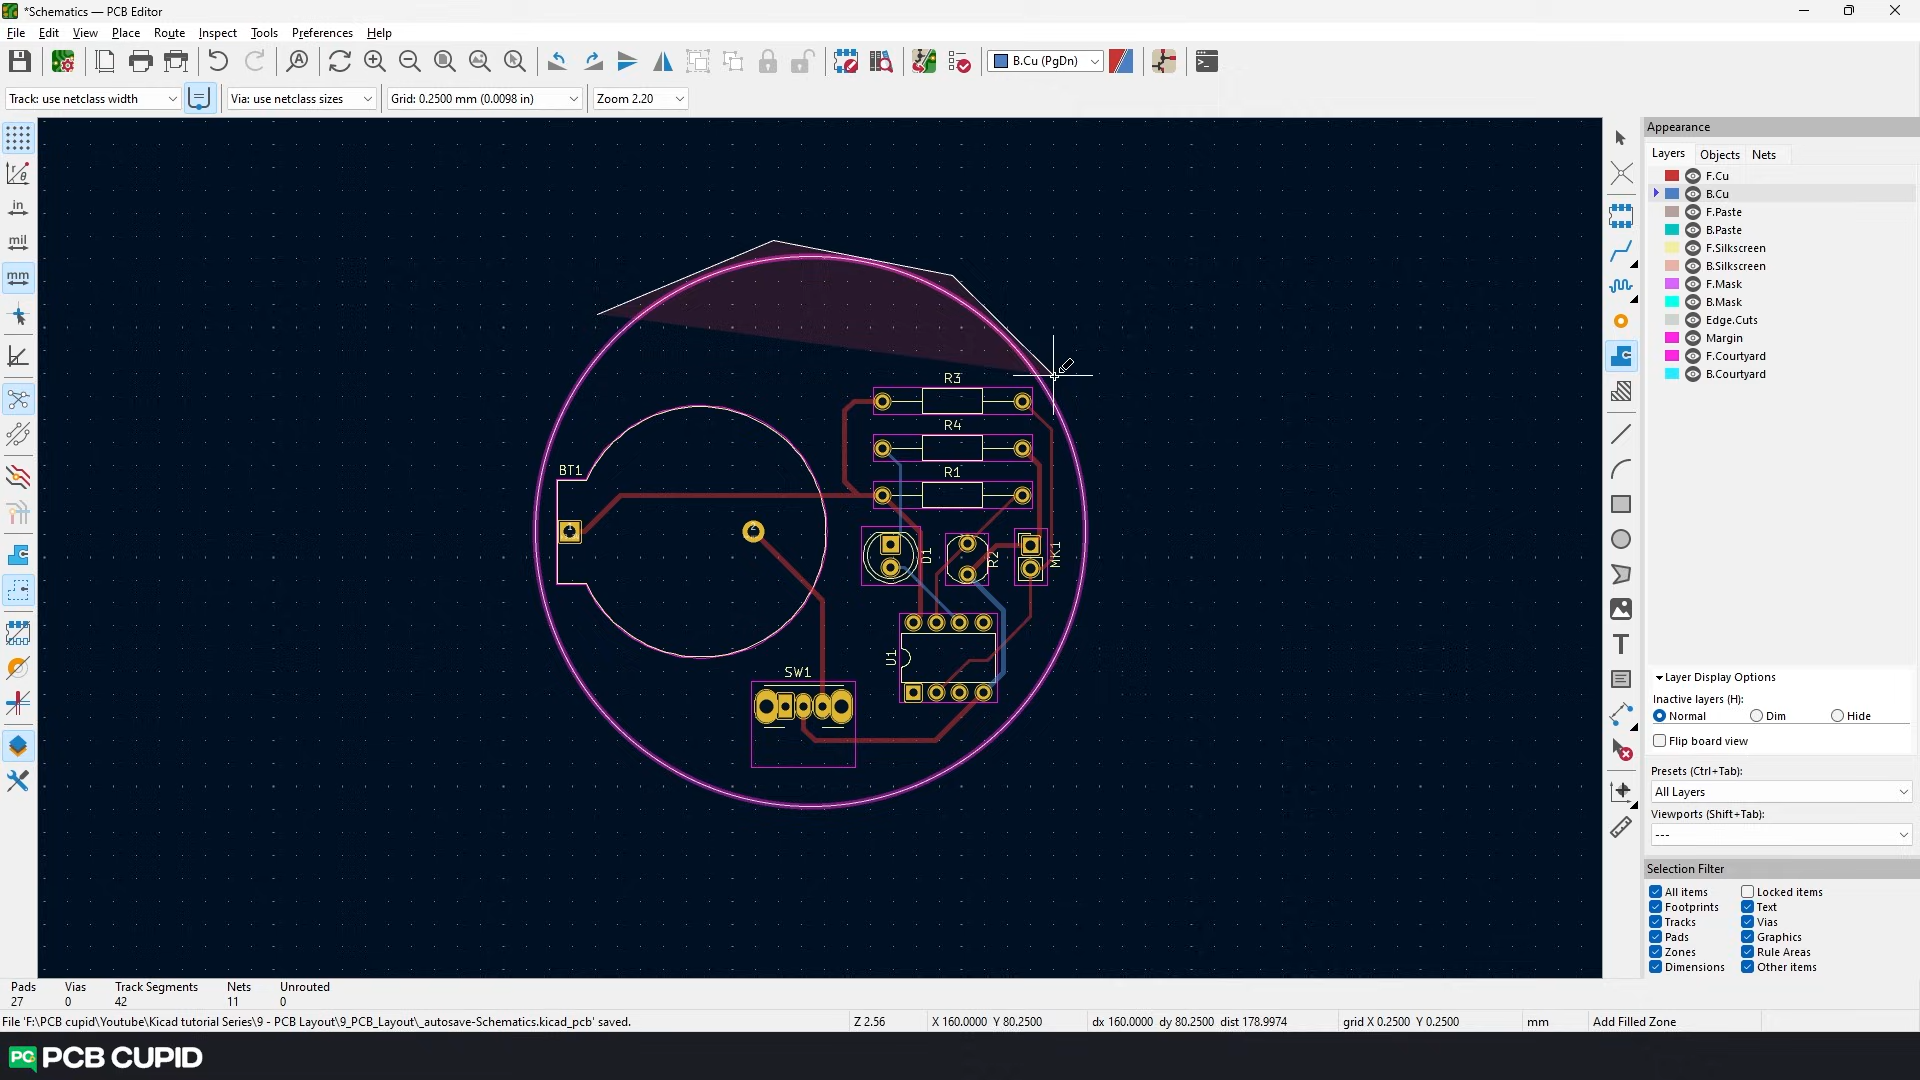 *Schematics — PCB Editor
File Edit View Place Route Inspect Tools Preferences Help
B.Cu (PgDn)
Track: use netclass width Via: use netclass sizes Grid: 0.2500 mm (0.0098 in) Zoom 2.20
in
mil
mm
R3
R4
R1
BT1
1
2
D1
R2
MK1
U1
SW1
Appearance
Layers Objects Nets
F.Cu
B.Cu
F.Paste
B.Paste
F.Silkscreen
B.Silkscreen
F.Mask
B.Mask
Edge.Cuts
Margin
F.Courtyard
B.Courtyard
Layer Display Options
Inactive layers (H):
Normal Dim Hide
Flip board view
Presets (Ctrl+Tab):
All Layers
Viewports (Shift+Tab):
---
Selection Filter
All items Locked items
Footprints Text
Tracks Vias
Pads Graphics
Zones Rule Areas
Dimensions Other items
Pads Vias Track Segments Nets Unrouted
27 0 42 11 0
File 'F:\PCB cupid\Youtube\Kicad tutorial Series\9 - PCB Layout\9_PCB_Layout\_autosave-Schematics.kicad_pcb' saved. Z 2.56 X 160.0000 Y 80.2500 dx 160.0000 dy 80.2500 dist 178.9974 grid X 0.2500 Y 0.2500 mm Add Filled Zone
PC PCB CUPID